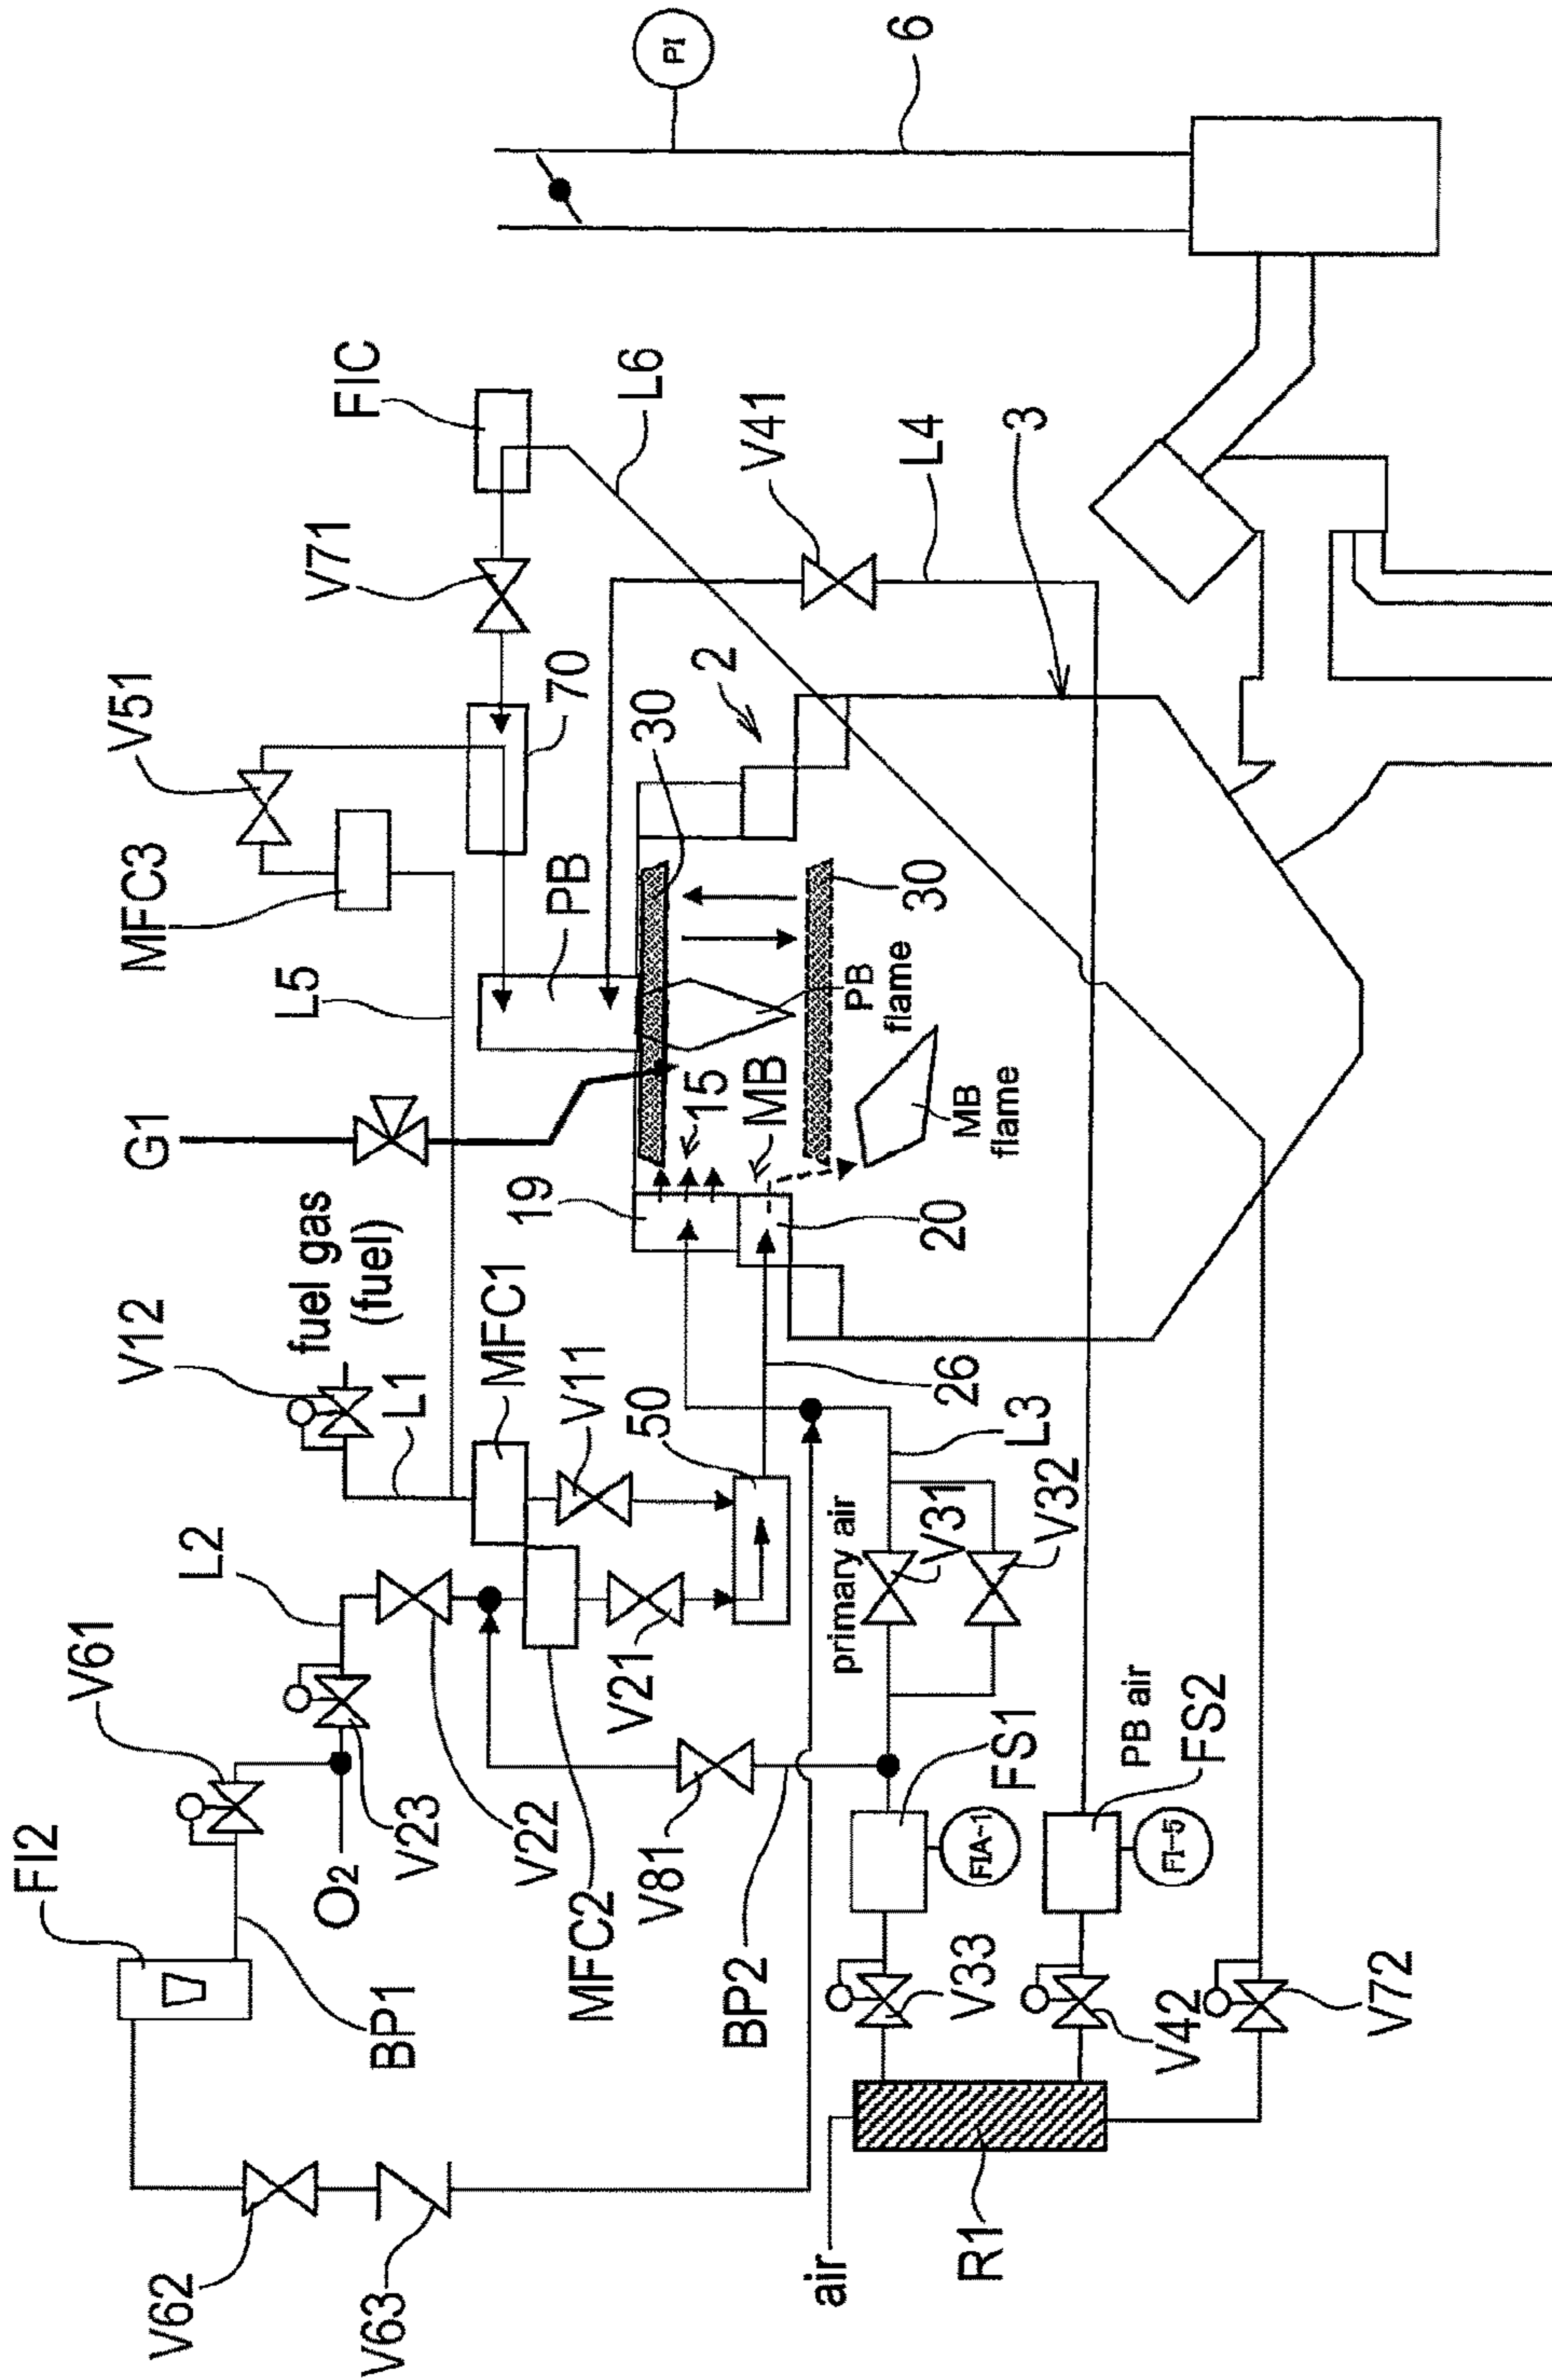 FI2
V61
BP1
O2
V23
L2
V22
V12
fuel gas
(fuel)
L1
G1
MFC3
V51
L5
V71
FIC
L6
V62
V63
MFC2
V21
V81
BP2
MFC1
V11
50
19
15
MB
20
26
PB
70
30
2
30
PB
flame
MB
flame
V41
L4
3
PI
6
air
R1
V33
V42
V72
FS1
FIA-1
PB air
FS2
FI-5
primary air
V31
V32
L3